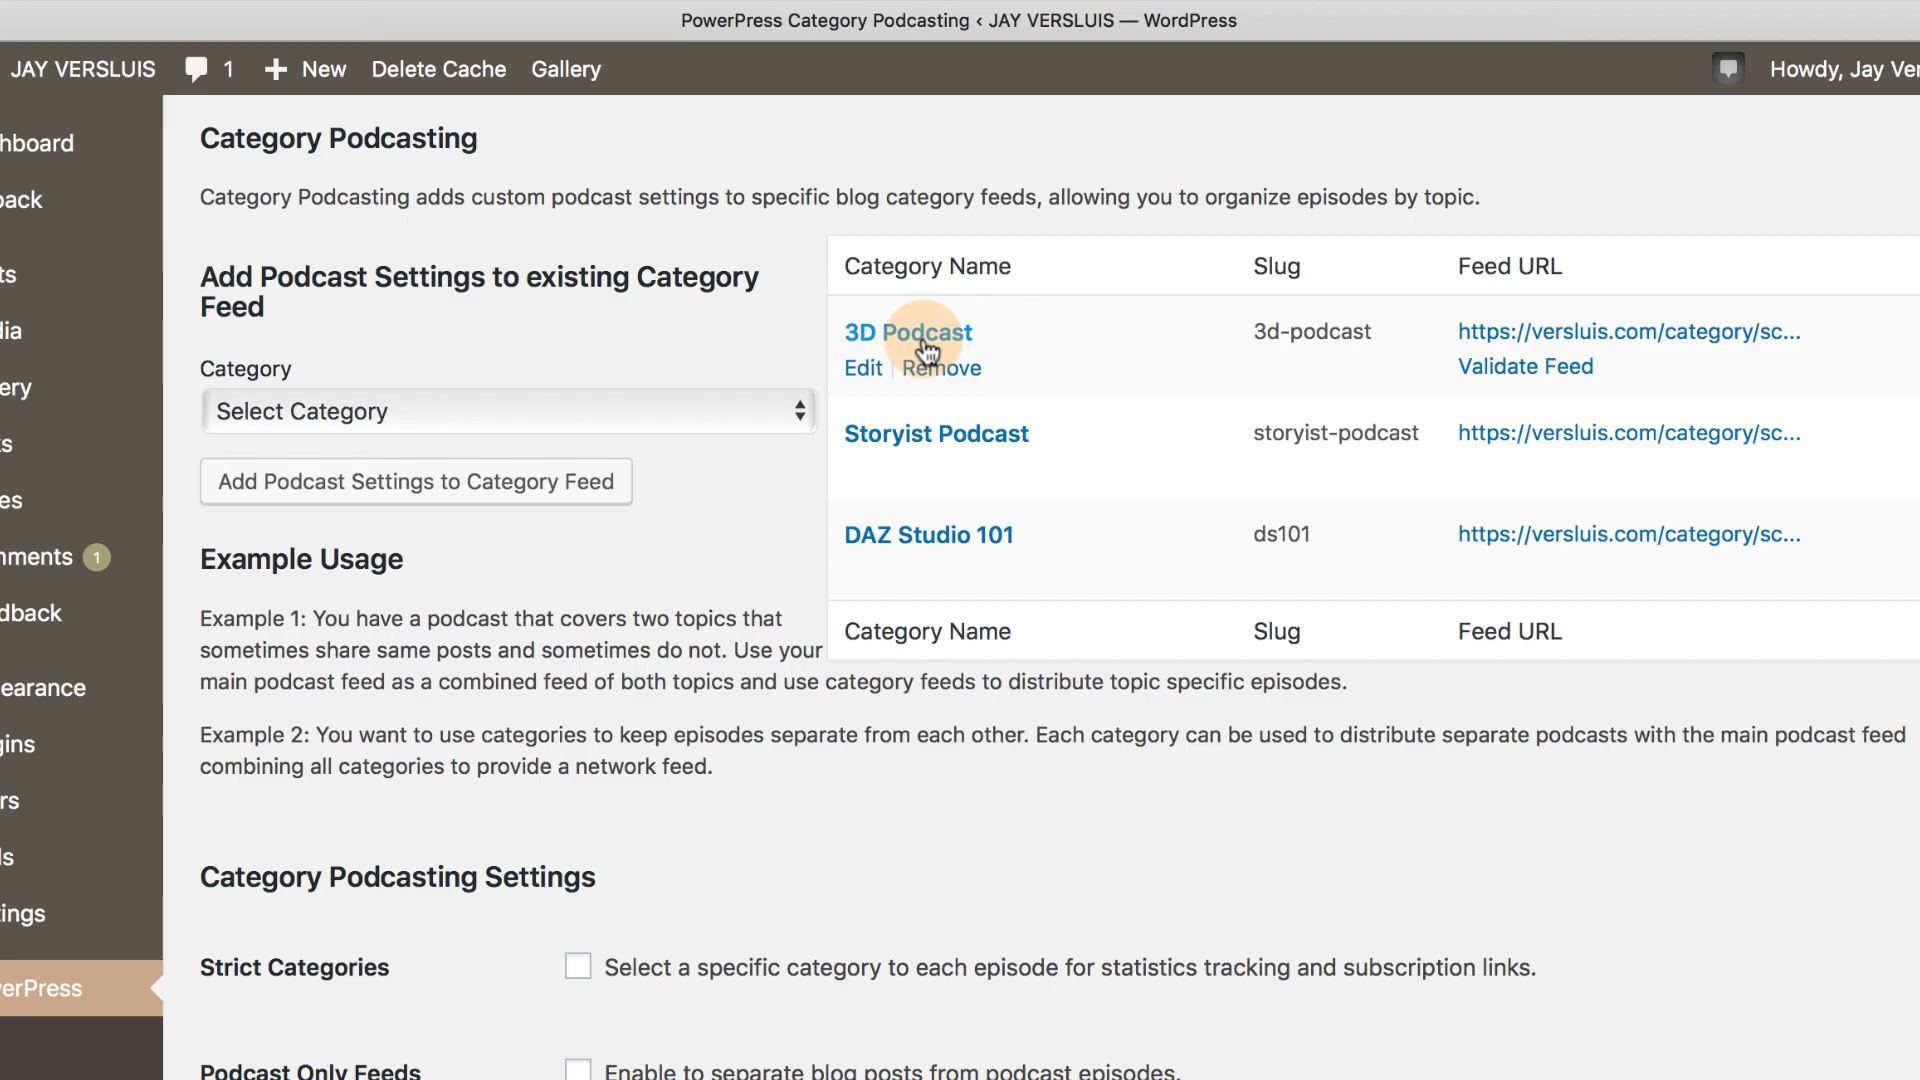 PowerPress Category Podcasting ‹ JAY VERSLUIS — WordPress
JAY VERSLUIS 1 New Delete Cache Gallery Howdy, Jay Ver
hboard
back
ts
dia
ery
ks
es
mments 1
dback
earance
gins
rs
ls
tings
erPress
Category Podcasting
Category Podcasting adds custom podcast settings to specific blog category feeds, allowing you to organize episodes by topic.
Add Podcast Settings to existing Category
Feed
Category
Select Category
Add Podcast Settings to Category Feed
Category Name Slug Feed URL
3D Podcast 3d-podcast https://versluis.com/category/sc...
Edit | Remove Validate Feed
Storyist Podcast storyist-podcast https://versluis.com/category/sc...
DAZ Studio 101 ds101 https://versluis.com/category/sc...
Category Name Slug Feed URL
Example Usage
Example 1: You have a podcast that covers two topics that
sometimes share same posts and sometimes do not. Use your
main podcast feed as a combined feed of both topics and use category feeds to distribute topic specific episodes.
Example 2: You want to use categories to keep episodes separate from each other. Each category can be used to distribute separate podcasts with the main podcast feed
combining all categories to provide a network feed.
Category Podcasting Settings
Strict Categories Select a specific category to each episode for statistics tracking and subscription links.
Podcast Only Feeds Enable to separate blog posts from podcast episodes.